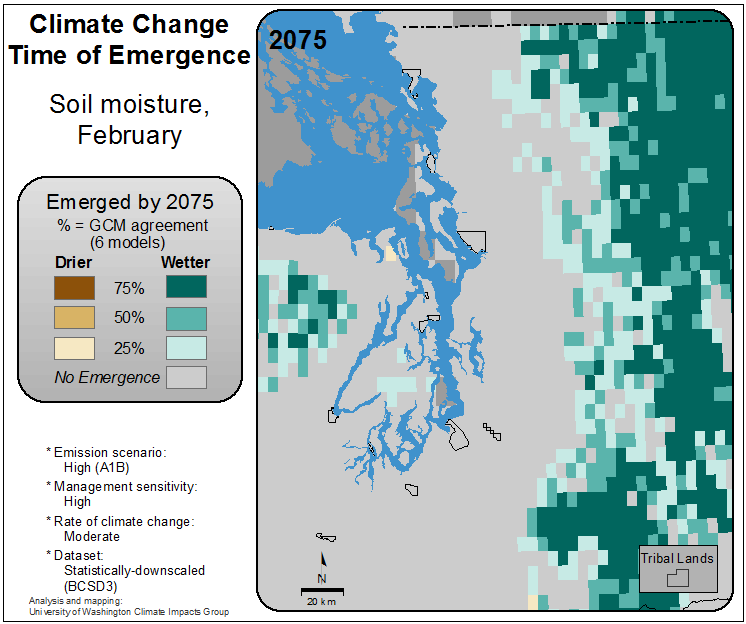 Climate Change
Time of Emergence
Soil moisture,
February
Emerged by 2075
% = GCM agreement
(6 models)
Drier Wetter
75%
50%
25%
No Emergence
* Emission scenario:
High (A1B)
* Management sensitivity:
High
* Rate of climate change:
Moderate
* Dataset:
Statistically-downscaled
(BCSD3)
Analysis and mapping:
University of Washington Climate Impacts Group
2075
N
20 km
Tribal Lands